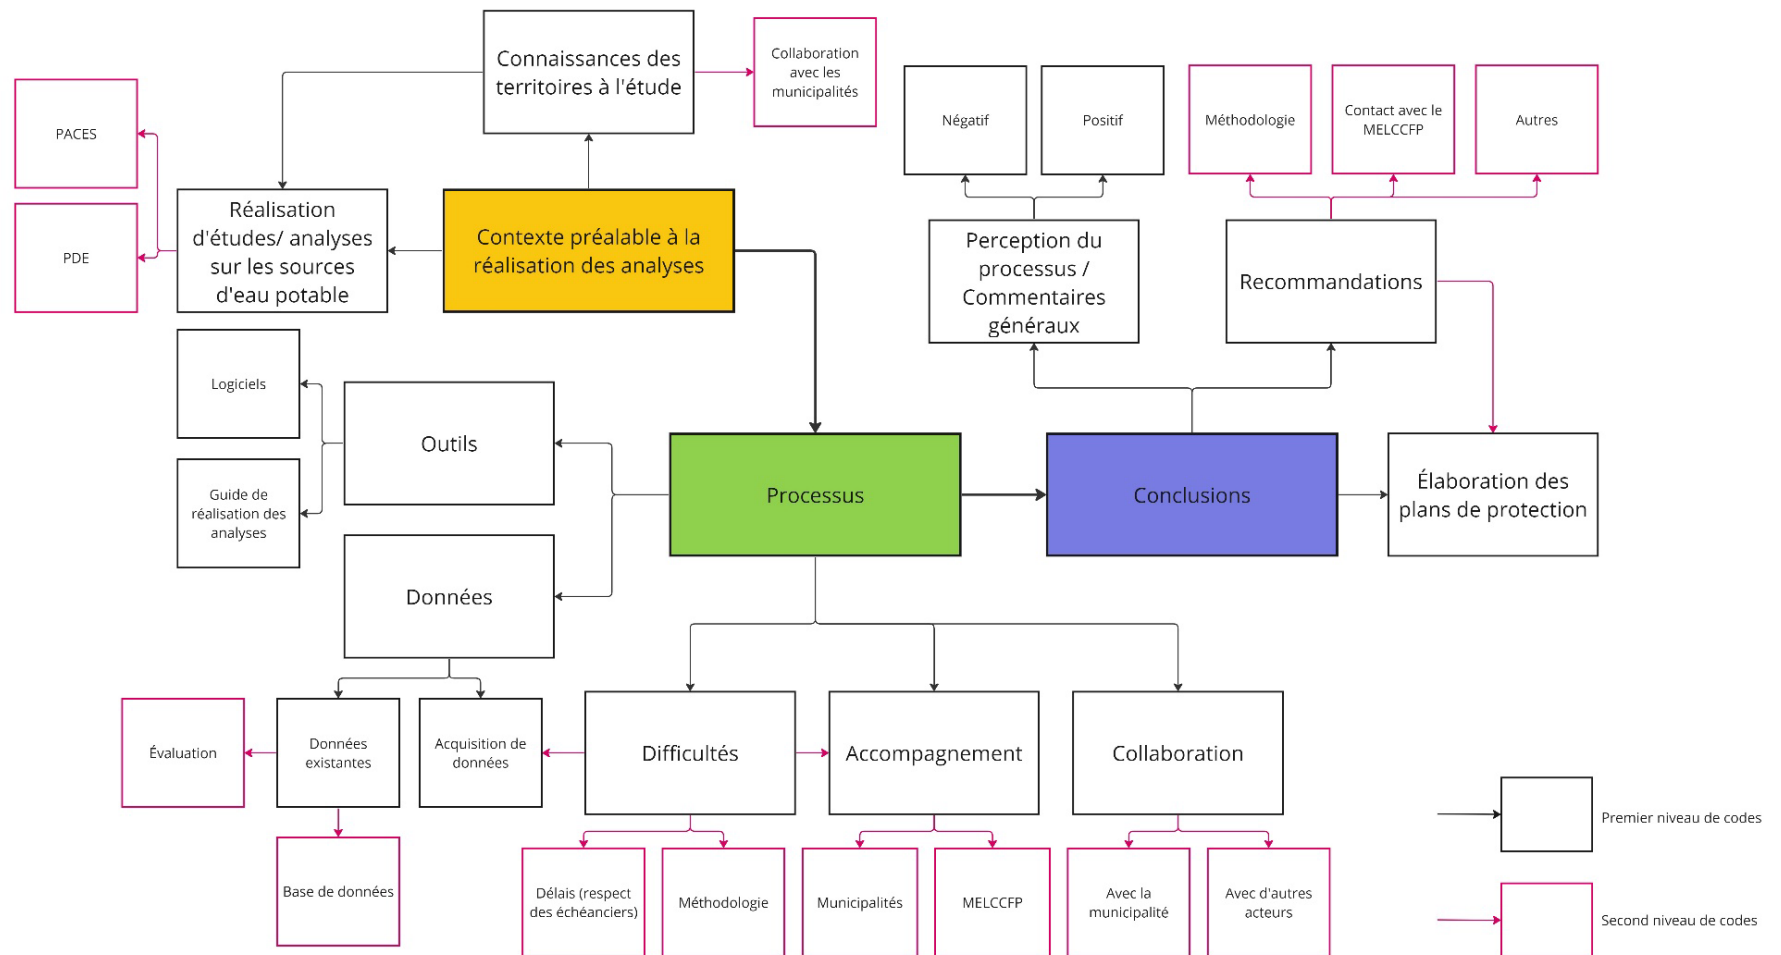 Connaissances des
territoires à l'étude
Collaboration
avec les
municipalités
PACES
PDE
Réalisation
d'études/ analyses
sur les sources
d'eau potable
Contexte préalable à la
réalisation des analyses
Négatif
Positif
Méthodologie
Contact avec le
MELCCFP
Autres
Perception du
processus /
Commentaires
généraux
Recommandations
Logiciels
Guide de
réalisation des
analyses
Outils
Données
Processus
Conclusions
Élaboration des
plans de protection
Évaluation
Données
existantes
Acquisition de
données
Difficultés
Accompagnement
Collaboration
Base de données
Délais (respect
des échéanciers)
Méthodologie
Municipalités
MELCCFP
Avec la
municipalité
Avec d'autres
acteurs
Premier niveau de codes
Second niveau de codes